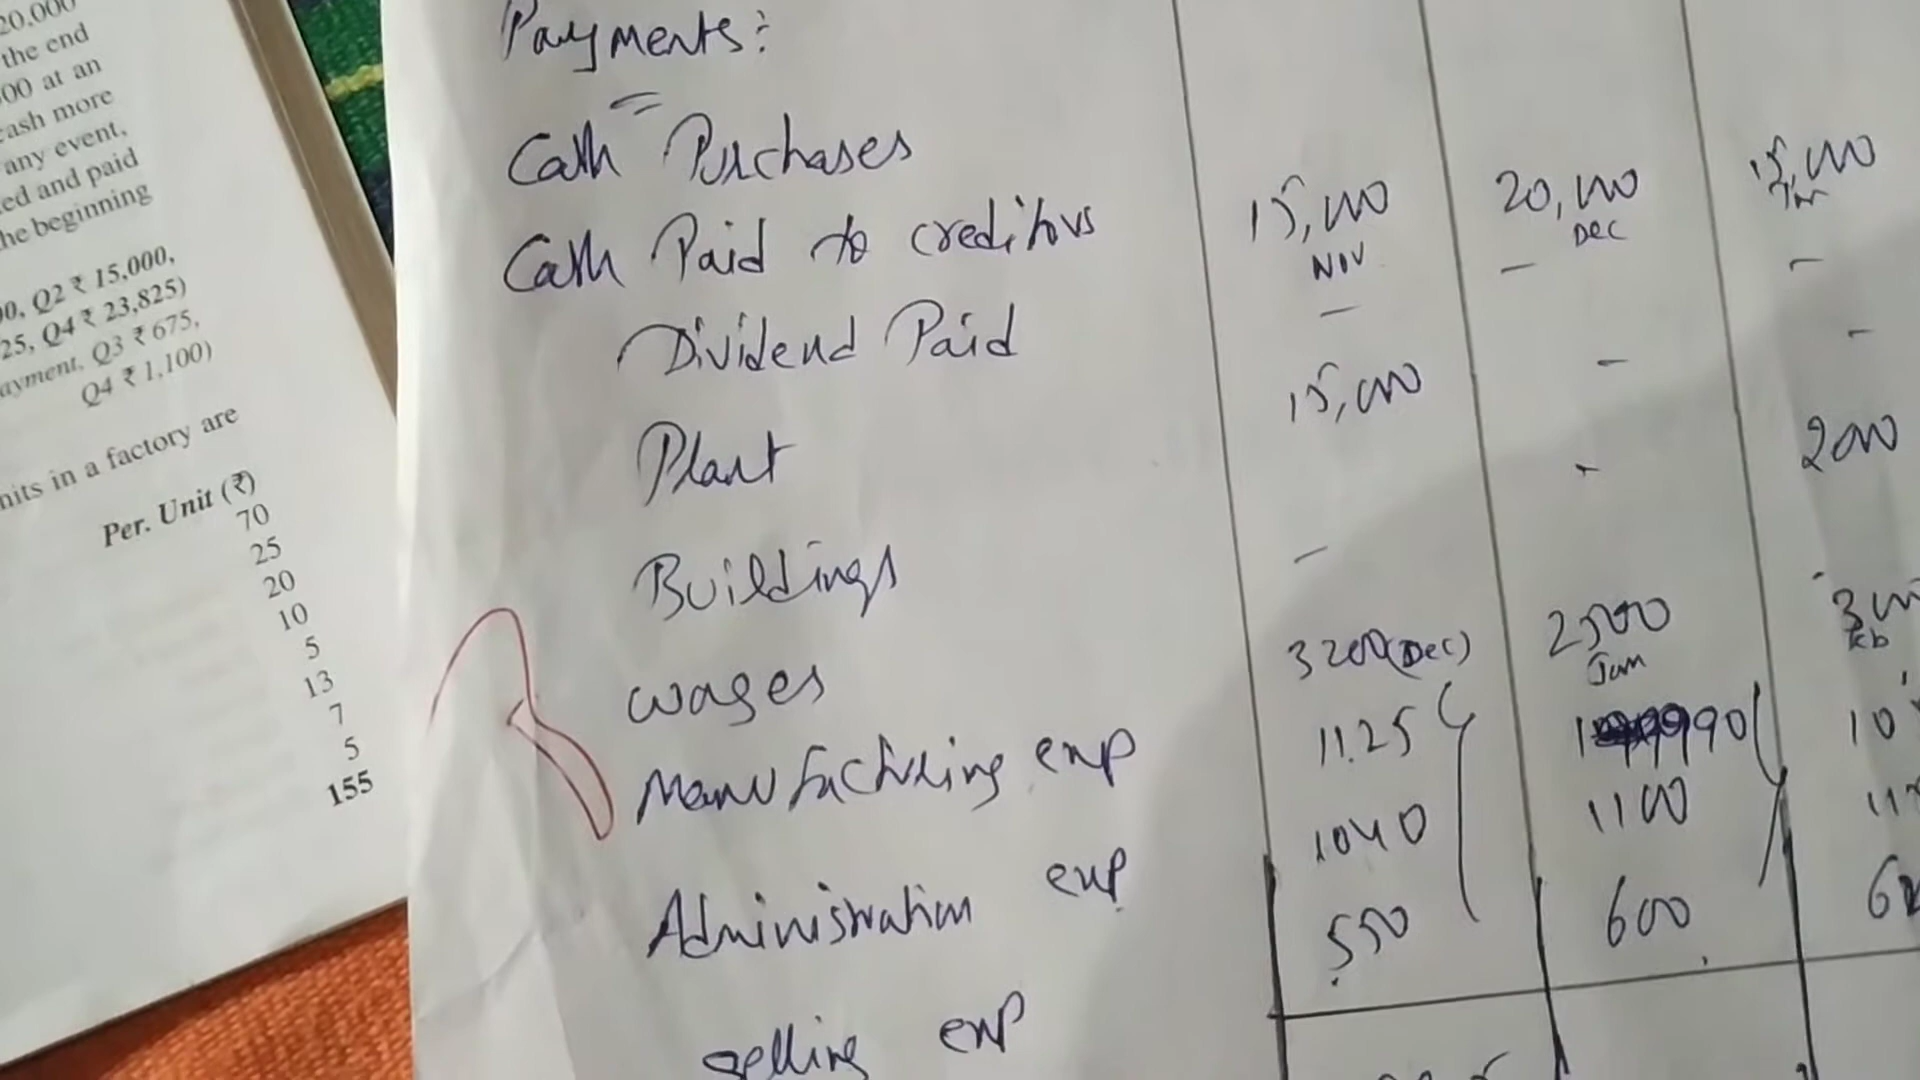 20,000
the end
00 at an
cash more
any event,
ed and paid
he beginning
00, Q2 ₹ 15,000,
25, Q4 ₹ 23,825)
ayment, Q3 ₹ 675,
Q4 ₹ 1,100)
nits in a factory are
Per. Unit (₹)
70
25
20
10
5
13
7
5
155
Payments:
Cash Purchases
Cash Paid to creditors 15,000 20,000 15,000
Nov Dec Jan
Dividend Paid - - -
Plant 15,000 - -
Buildings - - 2000
wages 3200(Dec) 2500 3000
Jan Feb
Manufacturing exp 1125 990 10
Administration exp 1040 1100 11
selling exp 550 600 6